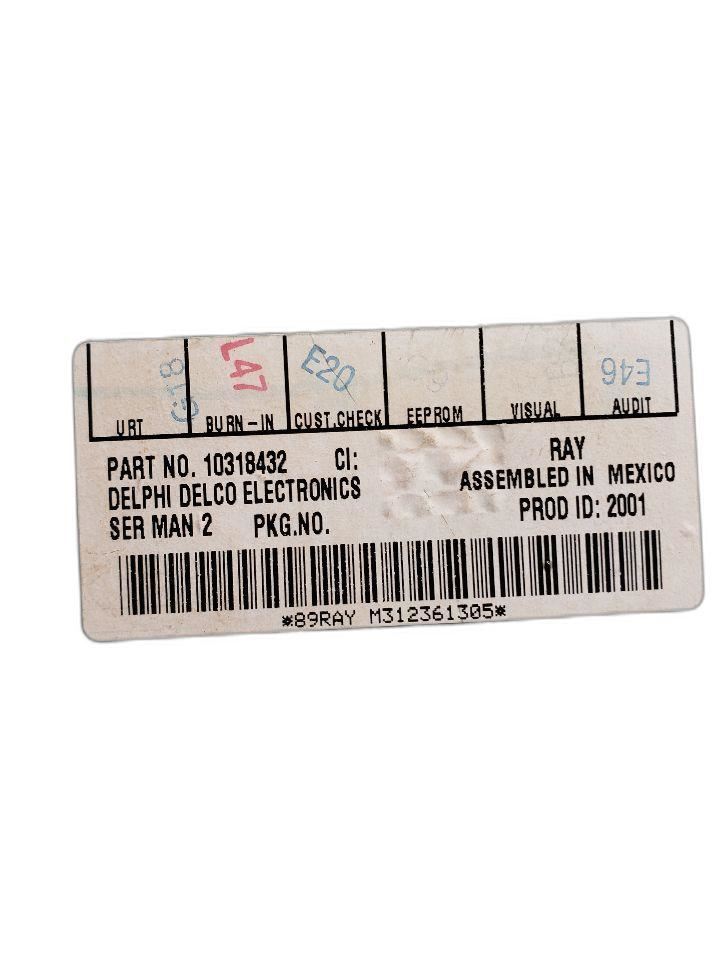 G18 L47 E20 E46
URT BURN-IN CUST.CHECK EEPROM VISUAL AUDIT
PART NO. 10318432 CI: RAY
DELPHI DELCO ELECTRONICS ASSEMBLED IN MEXICO
SER MAN 2 PKG.NO. PROD ID: 2001
*89RAY M312361305*